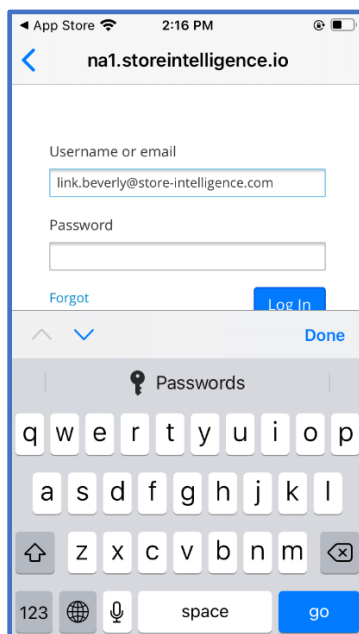 ◀ App Store 2:16 PM
na1.storeintelligence.io
Username or email
link.beverly@store-intelligence.com
Password
Forgot
Log In
Done
Passwords
q w e r t y u i o p
a s d f g h j k l
z x c v b n m
123 space go